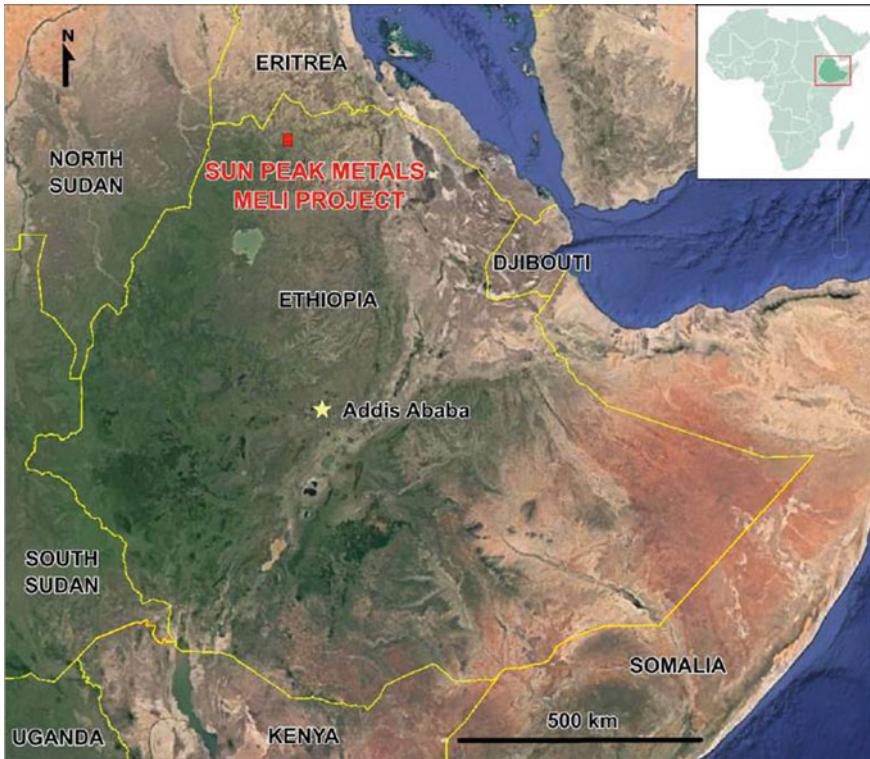 N
ERITREA
NORTH
SUDAN
SUN PEAK METALS
MELI PROJECT
DJIBOUTI
ETHIOPIA
Addis Ababa
SOUTH
SUDAN
SOMALIA
500 km
UGANDA
KENYA